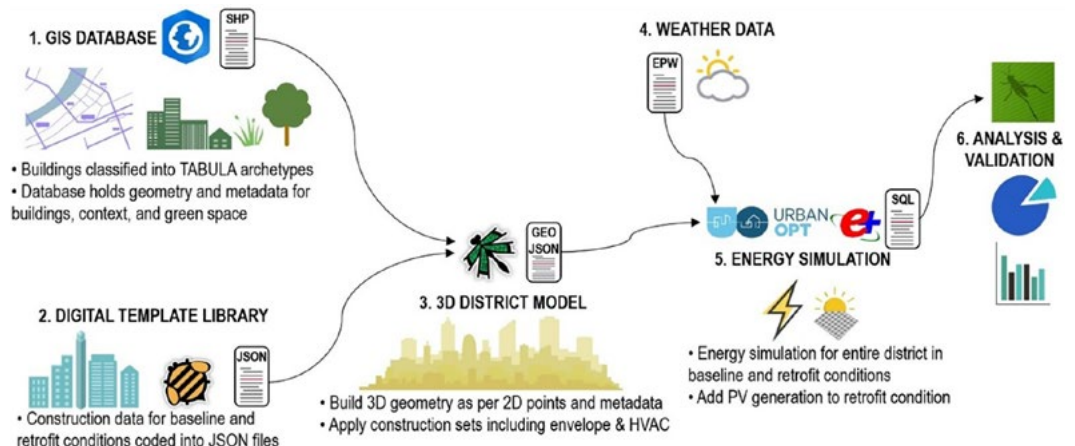 1. GIS DATABASE
SHP
• Buildings classified into TABULA archetypes
• Database holds geometry and metadata for
buildings, context, and green space
2. DIGITAL TEMPLATE LIBRARY
JSON
• Construction data for baseline and
retrofit conditions coded into JSON files
GEO
JSON
3. 3D DISTRICT MODEL
• Build 3D geometry as per 2D points and metadata
• Apply construction sets including envelope & HVAC
4. WEATHER DATA
EPW
URBAN
OPT
e+
SQL
5. ENERGY SIMULATION
• Energy simulation for entire district in
baseline and retrofit conditions
• Add PV generation to retrofit condition
6. ANALYSIS &
VALIDATION